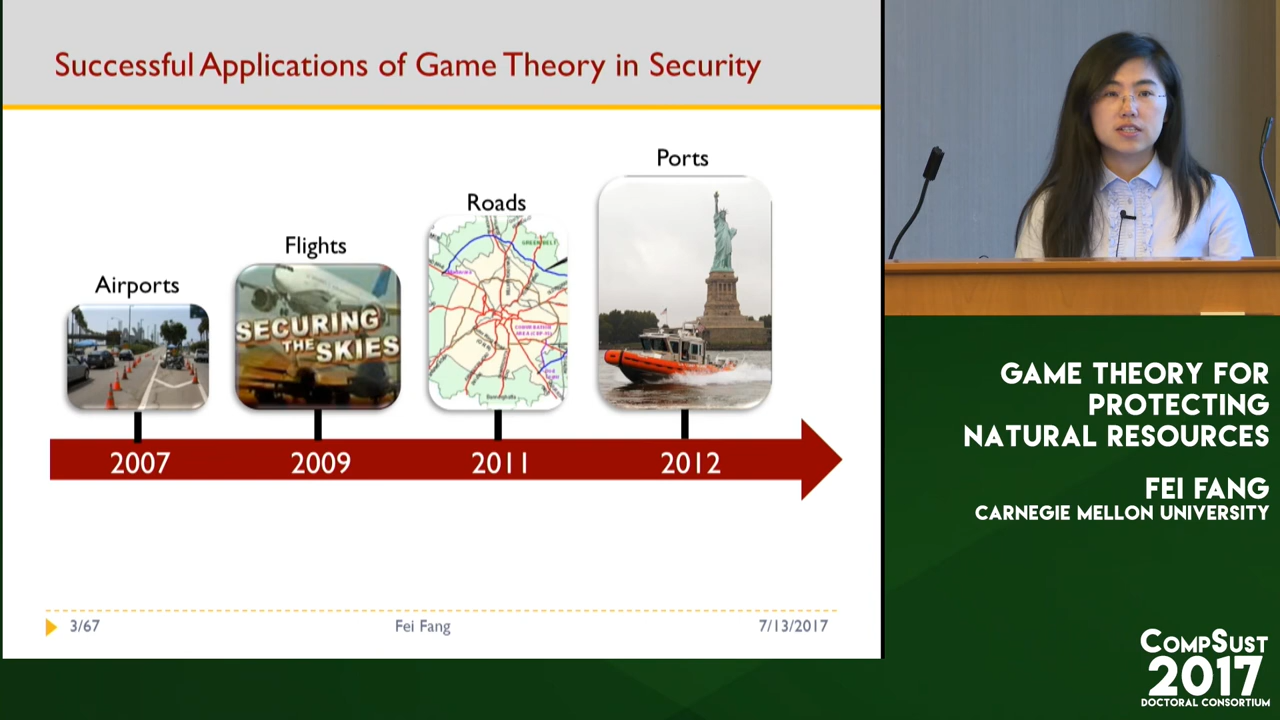 Successful Applications of Game Theory in Security
Airports
Flights
Roads
Ports
SECURING
THE SKIES
GREEN BELT
2007
2009
2011
2012
3/67
Fei Fang
7/13/2017
GAME THEORY FOR
PROTECTING
NATURAL RESOURCES
FEI FANG
CARNEGIE MELLON UNIVERSITY
COMPSUST
2017
DOCTORAL CONSORTIUM